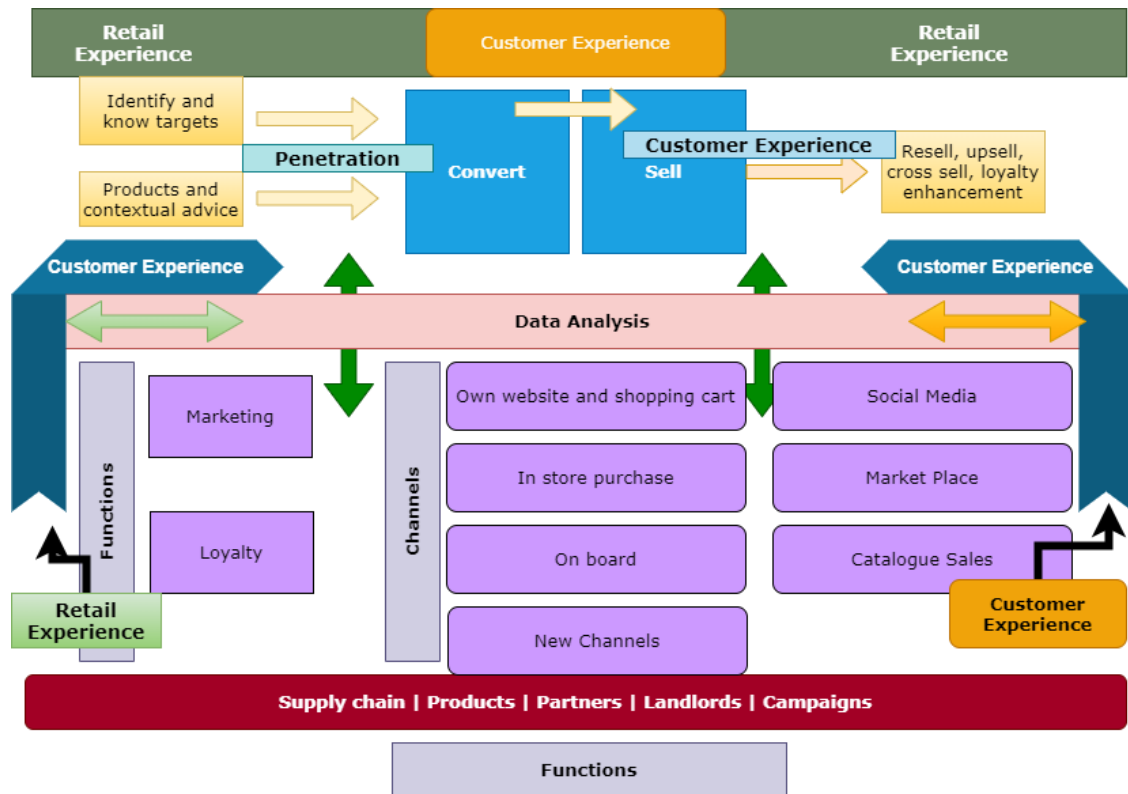 Retail
Experience
Customer Experience
Retail
Experience
Identify and
know targets
Penetration
Products and
contextual advice
Convert
Sell
Customer Experience
Resell, upsell,
cross sell, loyalty
enhancement
Customer Experience
Customer Experience
Data Analysis
Functions
Marketing
Loyalty
Channels
Own website and shopping cart
In store purchase
On board
New Channels
Social Media
Market Place
Catalogue Sales
Retail
Experience
Customer
Experience
Supply chain | Products | Partners | Landlords | Campaigns
Functions